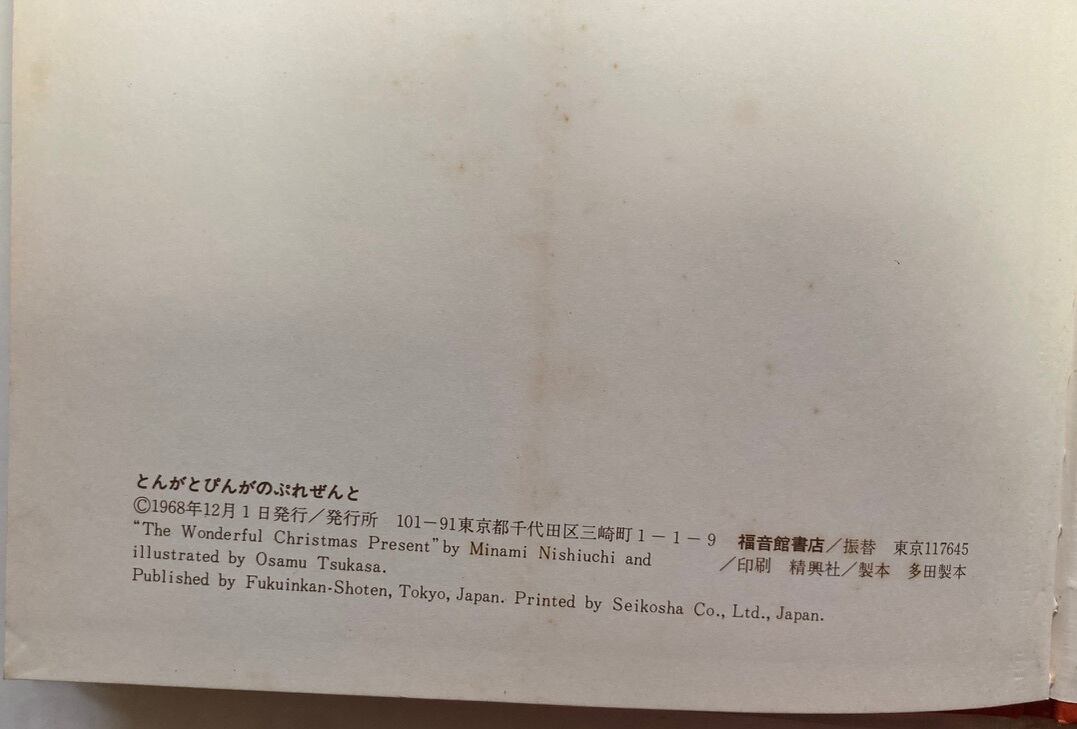 とんがとぴんがのぷれぜんと
©1968年12月1日発行／発行所　101－91東京都千代田区三崎町1－1－9　福音館書店／振替　東京117645
“The Wonderful Christmas Present” by Minami Nishiuchi and　／印刷　精興社／製本　多田製本
illustrated by Osamu Tsukasa.
Published by Fukuinkan-Shoten, Tokyo, Japan. Printed by Seikosha Co., Ltd., Japan.